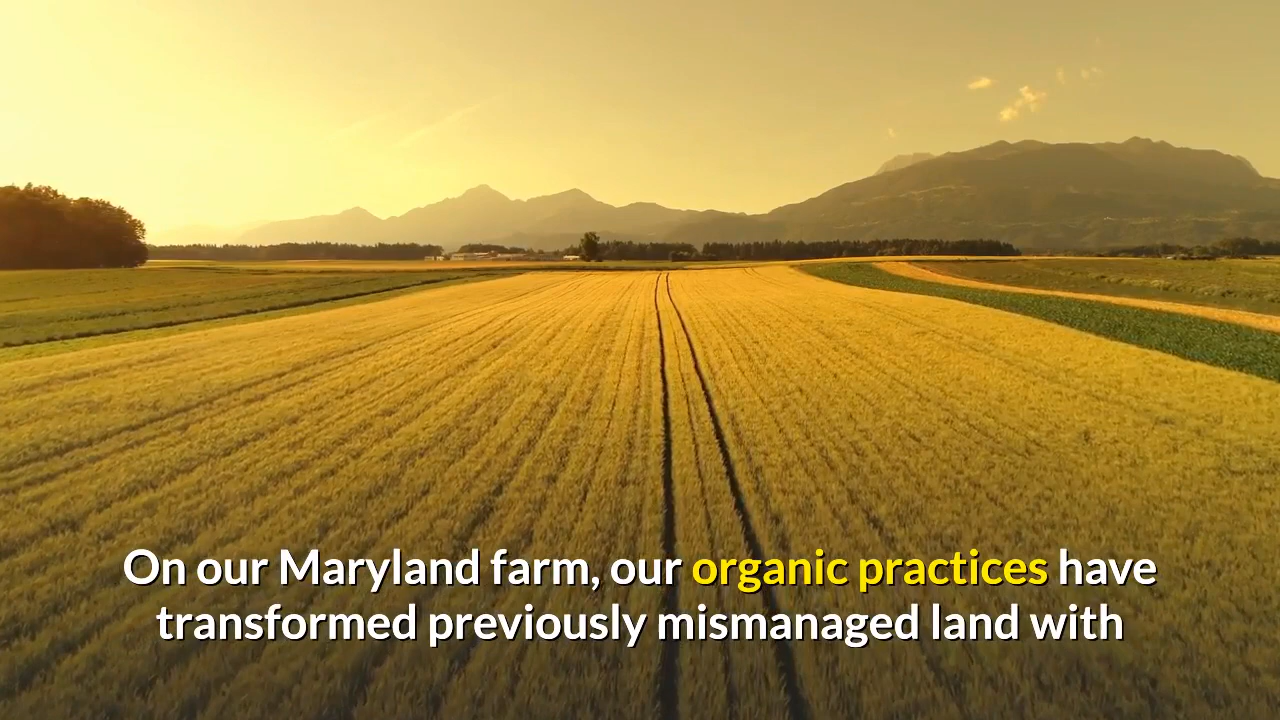 On our Maryland farm, our organic practices have
transformed previously mismanaged land with